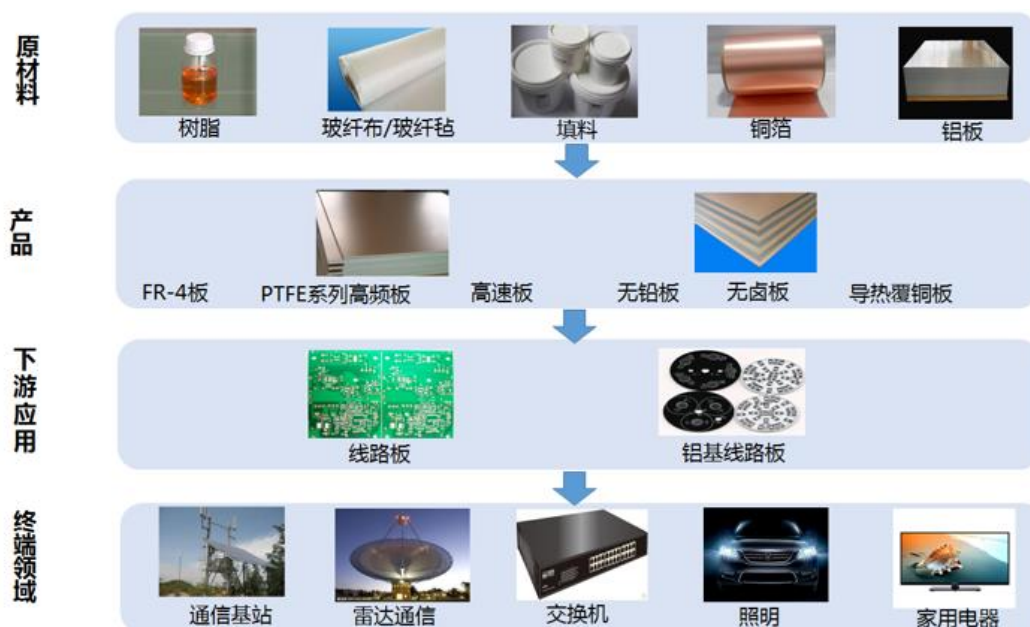 原材料
树脂
玻纤布/玻纤毡
填料
铜箔
铝板
产品
FR-4板
PTFE系列高频板
高速板
无铅板
无卤板
导热覆铜板
下游应用
线路板
铝基线路板
终端领域
通信基站
雷达通信
交换机
照明
家用电器